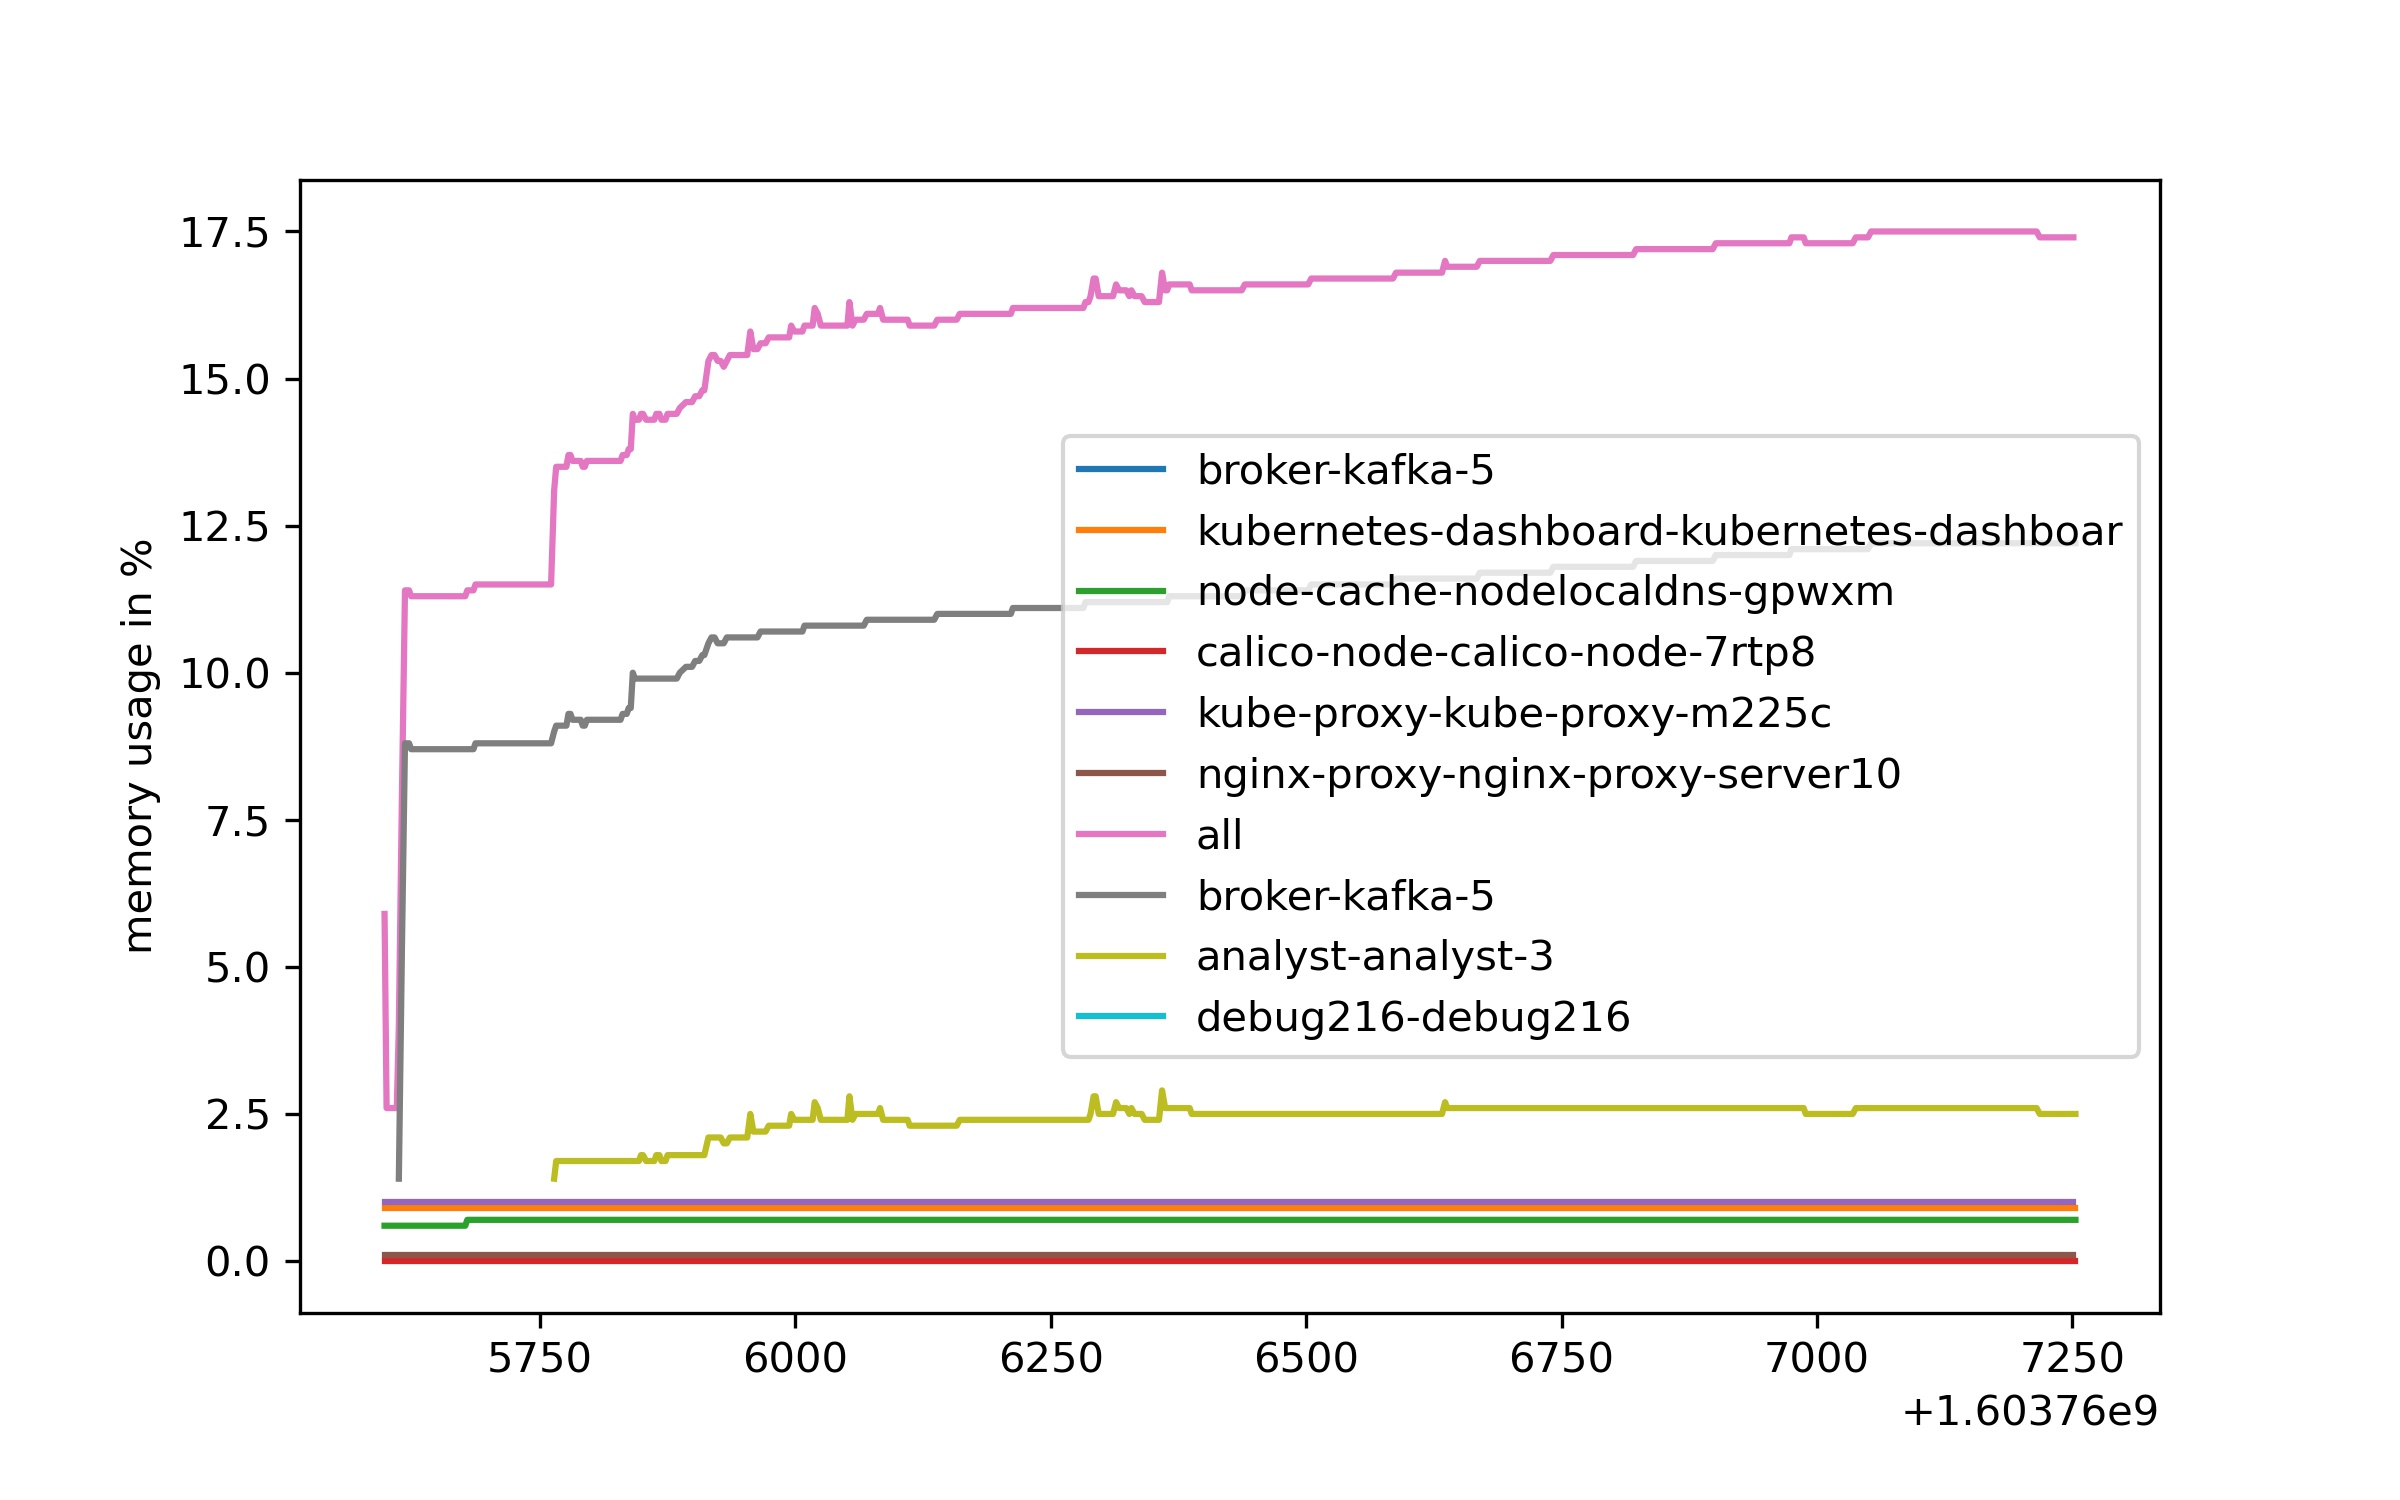 memory usage in %
17.5
15.0
12.5
10.0
7.5
5.0
2.5
0.0
broker-kafka-5
kubernetes-dashboard-kubernetes-dashboar
node-cache-nodelocaldns-gpwxm
calico-node-calico-node-7rtp8
kube-proxy-kube-proxy-m225c
nginx-proxy-nginx-proxy-server10
all
broker-kafka-5
analyst-analyst-3
debug216-debug216
5750 6000 6250 6500 6750 7000 7250
+1.60376e9